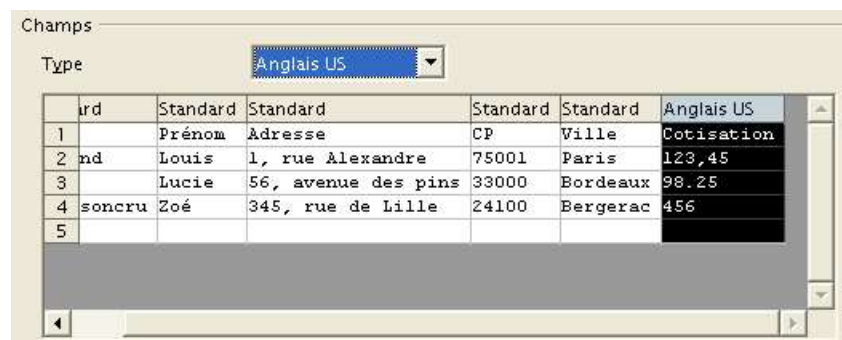 Champs
Type Anglais US
ard Standard Standard Standard Standard Anglais US
1 Prénom Adresse CP Ville Cotisation
2 nd Louis 1, rue Alexandre 75001 Paris 123,45
3 Lucie 56, avenue des pins 33000 Bordeaux 98.25
4 soncru Zoé 345, rue de Lille 24100 Bergerac 456
5